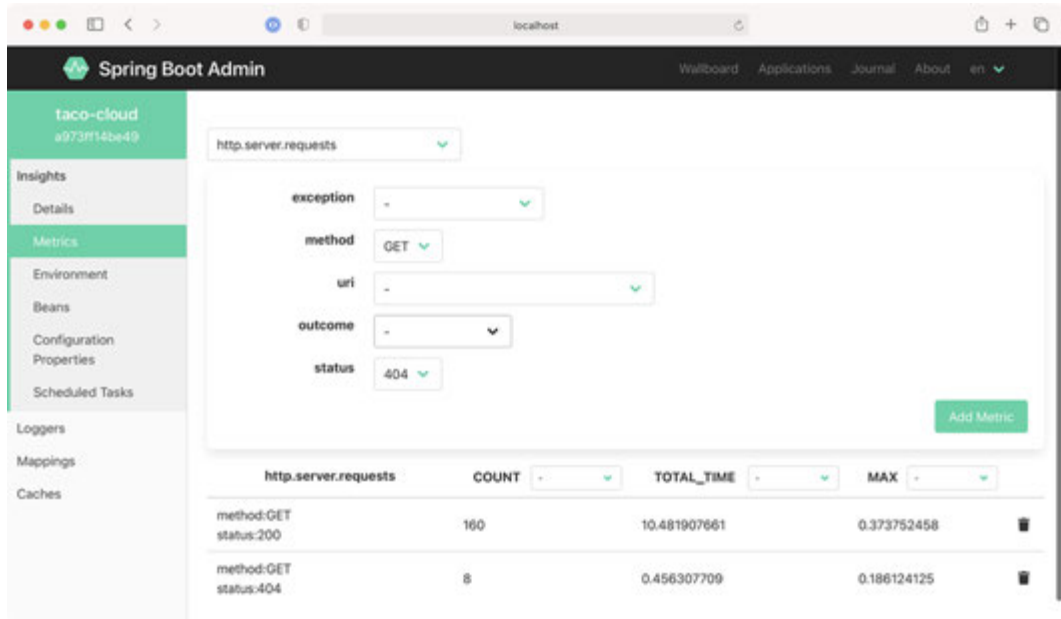 localhost
Spring Boot Admin
Wallboard Applications Journal About en
taco-cloud
a973ff14be49
Insights
Details
Metrics
Environment
Beans
Configuration
Properties
Scheduled Tasks
Loggers
Mappings
Caches
http.server.requests
exception -
method GET
uri -
outcome -
status 404
Add Metric
http.server.requests COUNT - TOTAL_TIME - MAX -
method:GET
status:200
160 10.481907661 0.373752458
method:GET
status:404
8 0.456307709 0.186124125